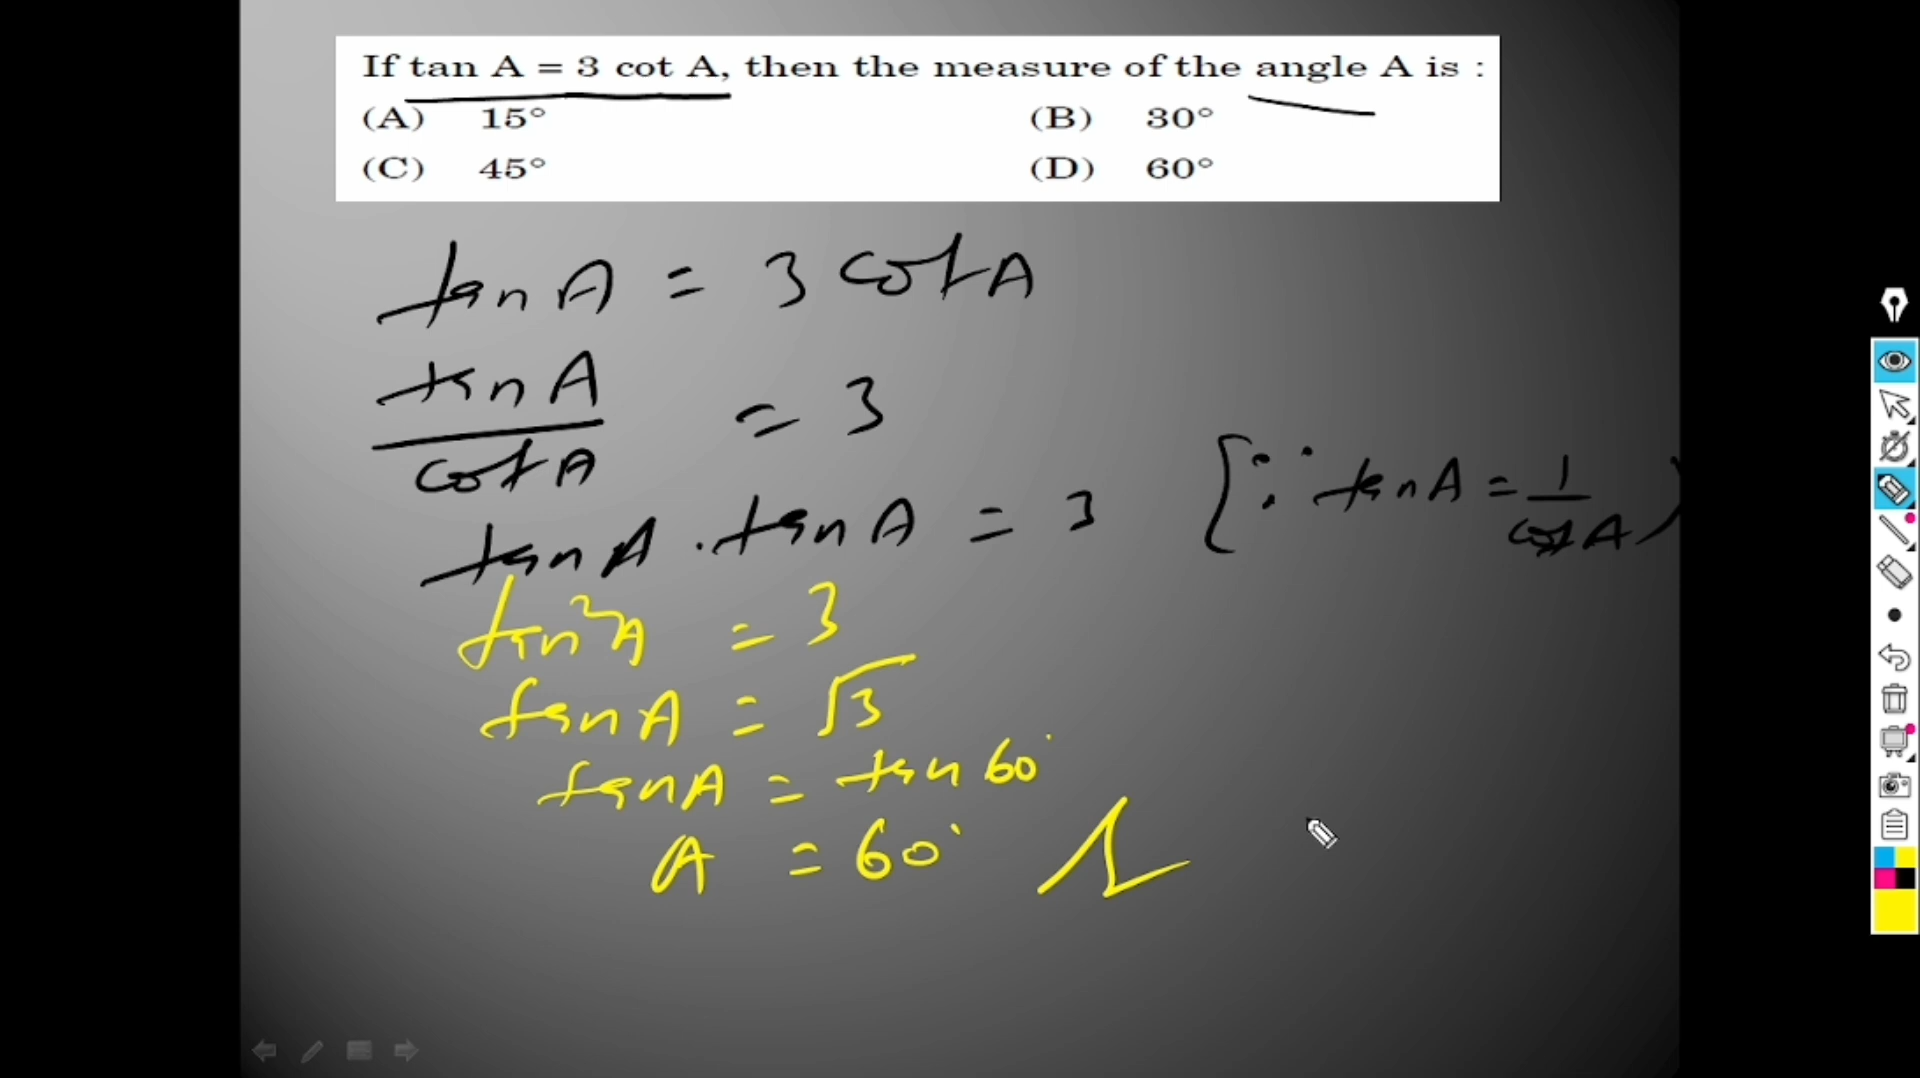 If tan A = 3 cot A, then the measure of the angle A is :
(A) 15° (B) 30°
(C) 45° (D) 60°
tan A = 3 cot A
tan A
cot A
= 3
tan A . tan A = 3 [∵ tan A = 1/cot A)
tan²A = 3
tan A = √3
tan A = tan 60°
A = 60°